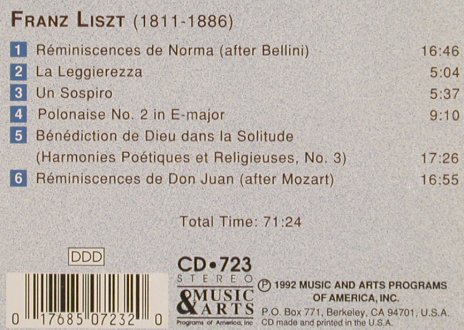 FRANZ LISZT (1811-1886)
1 Réminiscences de Norma (after Bellini) 16:46
2 La Leggierezza 5:04
3 Un Sospiro 5:37
4 Polonaise No. 2 in E-major 9:10
5 Bénédiction de Dieu dans la Solitude
(Harmonies Poétiques et Religieuses, No. 3) 17:26
6 Réminiscences de Don Juan (after Mozart) 16:55
Total Time: 71:24
DDD
CD•723
STEREO
MUSIC
& ARTS
Programs of America, Inc
0 17685 07232 0
℗ 1992 MUSIC AND ARTS PROGRAMS
OF AMERICA, INC.
P.O. Box 771, Berkeley, CA 94701, U.S.A.
CD made and printed in U.S.A.